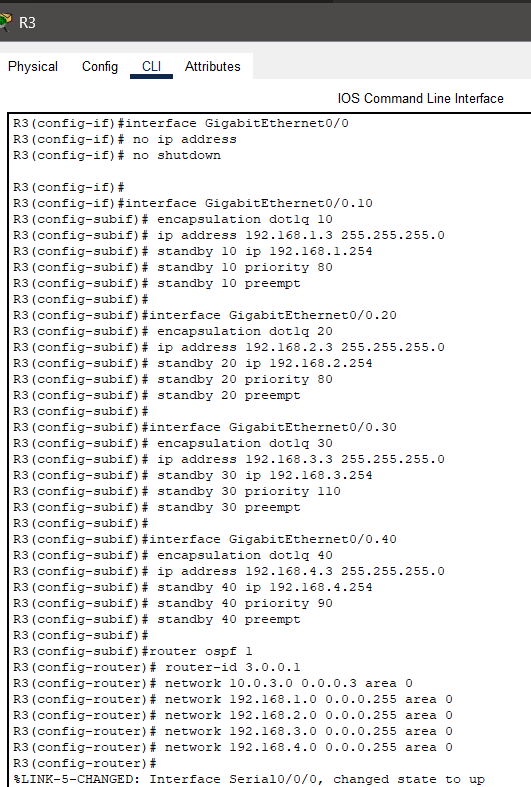 R3
Physical Config CLI Attributes
IOS Command Line Interface
R3(config-if)#interface GigabitEthernet0/0
R3(config-if)# no ip address
R3(config-if)# no shutdown
R3(config-if)#
R3(config-if)#interface GigabitEthernet0/0.10
R3(config-subif)# encapsulation dot1q 10
R3(config-subif)# ip address 192.168.1.3 255.255.255.0
R3(config-subif)# standby 10 ip 192.168.1.254
R3(config-subif)# standby 10 priority 80
R3(config-subif)# standby 10 preempt
R3(config-subif)#
R3(config-subif)#interface GigabitEthernet0/0.20
R3(config-subif)# encapsulation dot1q 20
R3(config-subif)# ip address 192.168.2.3 255.255.255.0
R3(config-subif)# standby 20 ip 192.168.2.254
R3(config-subif)# standby 20 priority 80
R3(config-subif)# standby 20 preempt
R3(config-subif)#
R3(config-subif)#interface GigabitEthernet0/0.30
R3(config-subif)# encapsulation dot1q 30
R3(config-subif)# ip address 192.168.3.3 255.255.255.0
R3(config-subif)# standby 30 ip 192.168.3.254
R3(config-subif)# standby 30 priority 110
R3(config-subif)# standby 30 preempt
R3(config-subif)#
R3(config-subif)#interface GigabitEthernet0/0.40
R3(config-subif)# encapsulation dot1q 40
R3(config-subif)# ip address 192.168.4.3 255.255.255.0
R3(config-subif)# standby 40 ip 192.168.4.254
R3(config-subif)# standby 40 priority 90
R3(config-subif)# standby 40 preempt
R3(config-subif)#
R3(config-subif)#router ospf 1
R3(config-router)# router-id 3.0.0.1
R3(config-router)# network 10.0.3.0 0.0.0.3 area 0
R3(config-router)# network 192.168.1.0 0.0.0.255 area 0
R3(config-router)# network 192.168.2.0 0.0.0.255 area 0
R3(config-router)# network 192.168.3.0 0.0.0.255 area 0
R3(config-router)# network 192.168.4.0 0.0.0.255 area 0
R3(config-router)#
%LINK-5-CHANGED: Interface Serial0/0/0, changed state to up